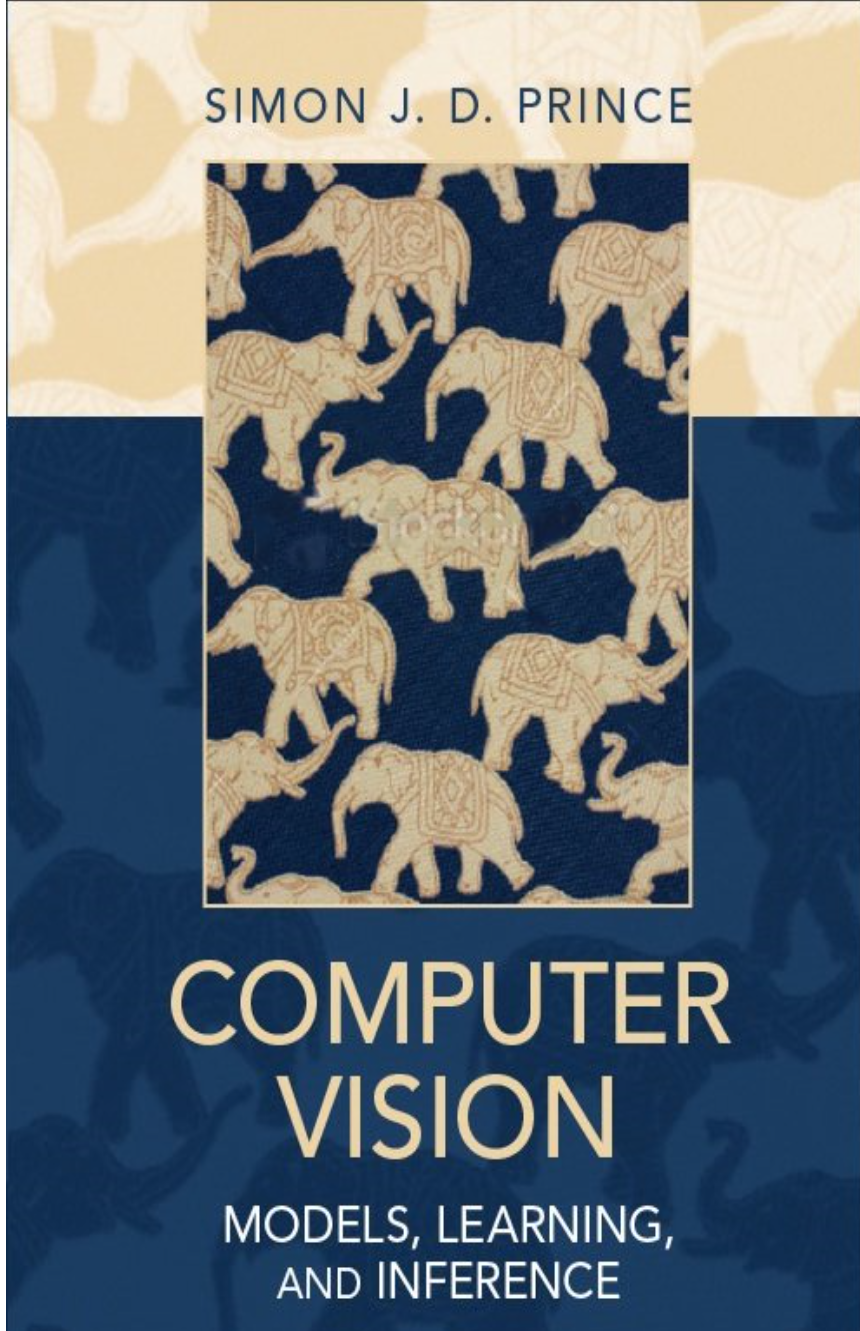 SIMON J. D. PRINCE
COMPUTER
VISION
MODELS, LEARNING,
AND INFERENCE